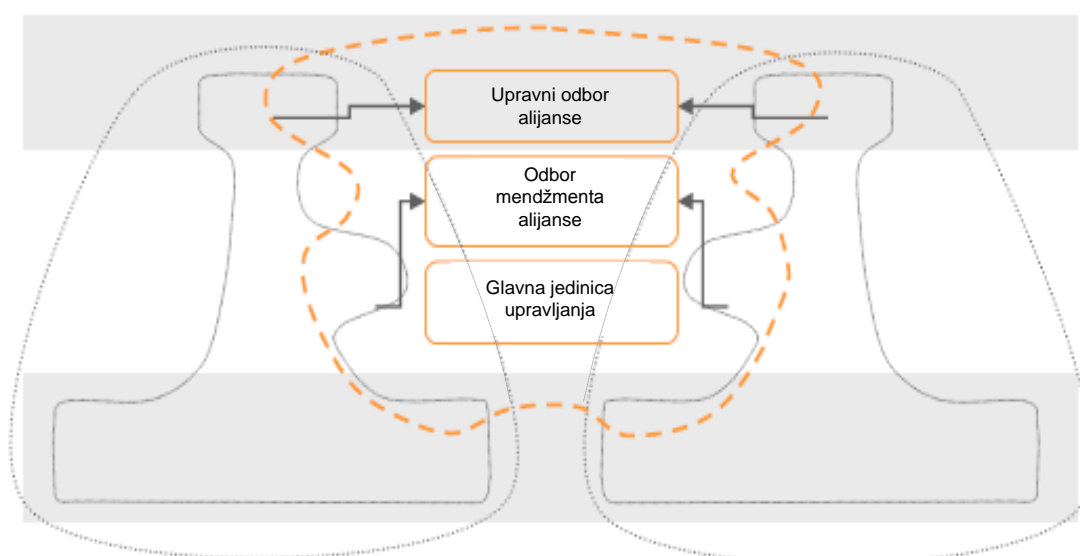 Upravni odbor
alijanse
Odbor
mendžmenta
alijanse
Glavna jedinica
upravljanja